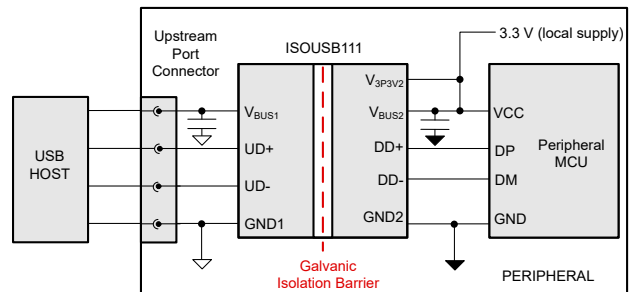 Upstream
Port
Connector
ISOUSB111
3.3 V (local supply)
V3P3V2
VBUS1
VBUS2
VCC
USB
HOST
UD+
DD+
DP
Peripheral
MCU
UD-
DD-
DM
GND1
GND2
GND
Galvanic
Isolation Barrier
PERIPHERAL